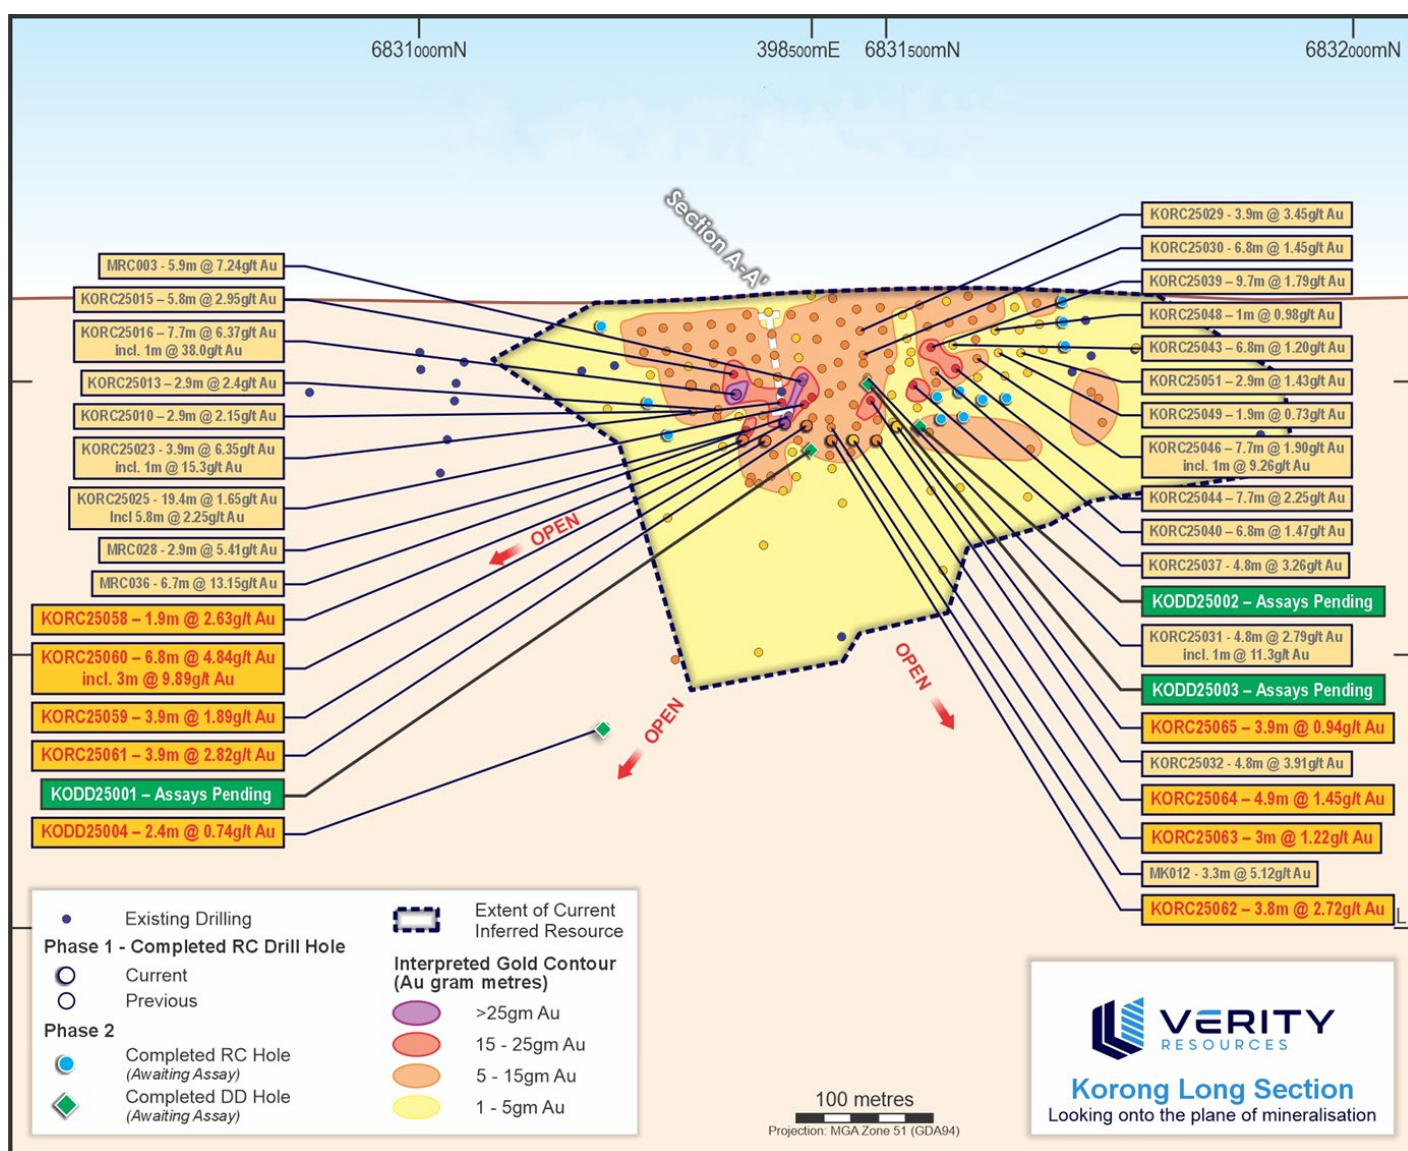 6831000mN
398500mE
6831500mN
6832000mN
Section A-A'
MRC003 - 5.9m @ 7.24g/t Au
KORC25015 – 5.8m @ 2.95g/t Au
KORC25016 – 7.7m @ 6.37g/t Au
incl. 1m @ 38.0g/t Au
KORC25013 - 2.9m @ 2.4g/t Au
KORC25010 – 2.9m @ 2.15g/t Au
KORC25023 - 3.9m @ 6.35g/t Au
incl. 1m @ 15.3g/t Au
KORC25025 - 19.4m @ 1.65g/t Au
Incl 5.8m @ 2.25g/t Au
MRC028 - 2.9m @ 5.41g/t Au
MRC036 - 6.7m @ 13.15g/t Au
KORC25058 – 1.9m @ 2.63g/t Au
KORC25060 – 6.8m @ 4.84g/t Au
incl. 3m @ 9.89g/t Au
KORC25059 – 3.9m @ 1.89g/t Au
KORC25061 – 3.9m @ 2.82g/t Au
KODD25001 – Assays Pending
KODD25004 – 2.4m @ 0.74g/t Au
KORC25029 - 3.9m @ 3.45g/t Au
KORC25030 - 6.8m @ 1.45g/t Au
KORC25039 - 9.7m @ 1.79g/t Au
KORC25048 - 1m @ 0.98g/t Au
KORC25043 - 6.8m @ 1.20g/t Au
KORC25051 - 2.9m @ 1.43g/t Au
KORC25049 - 1.9m @ 0.73g/t Au
KORC25046 - 7.7m @ 1.90g/t Au
incl. 1m @ 9.26g/t Au
KORC25044 - 7.7m @ 2.25g/t Au
KORC25040 - 6.8m @ 1.47g/t Au
KORC25037 - 4.8m @ 3.26g/t Au
KODD25002 – Assays Pending
KORC25031 - 4.8m @ 2.79g/t Au
incl. 1m @ 11.3g/t Au
KODD25003 – Assays Pending
KORC25065 – 3.9m @ 0.94g/t Au
KORC25032 - 4.8m @ 3.91g/t Au
KORC25064 – 4.9m @ 1.45g/t Au
KORC25063 – 3m @ 1.22g/t Au
MK012 - 3.3m @ 5.12g/t Au
KORC25062 – 3.8m @ 2.72g/t Au
L
OPEN
OPEN
OPEN
Existing Drilling
Phase 1 - Completed RC Drill Hole
Current
Previous
Phase 2
Completed RC Hole
(Awaiting Assay)
Completed DD Hole
(Awaiting Assay)
Extent of Current
Inferred Resource
Interpreted Gold Contour
(Au gram metres)
>25gm Au
15 - 25gm Au
5 - 15gm Au
1 - 5gm Au
100 metres
Projection: MGA Zone 51 (GDA94)
VERITY
RESOURCES
Korong Long Section
Looking onto the plane of mineralisation